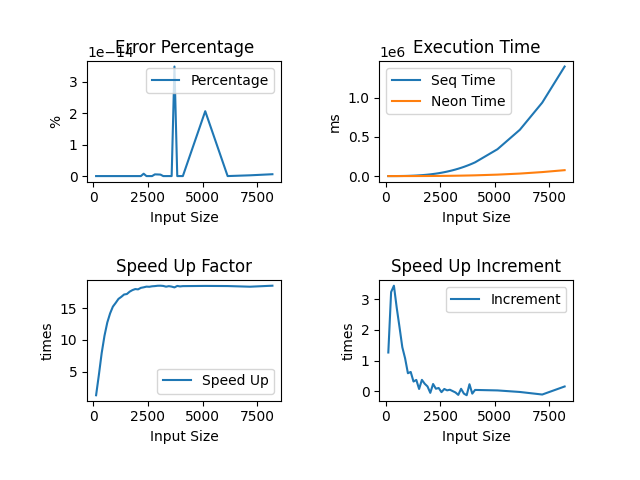 Error Percentage
1e−14
Percentage
3
2
1
0
%
0
2500
5000
7500
Input Size
Execution Time
1e6
Seq Time
Neon Time
1.0
0.5
0.0
ms
0
2500
5000
7500
Input Size
Speed Up Factor
15
10
5
times
Speed Up
0
2500
5000
7500
Input Size
Speed Up Increment
Increment
3
2
1
0
times
0
2500
5000
7500
Input Size